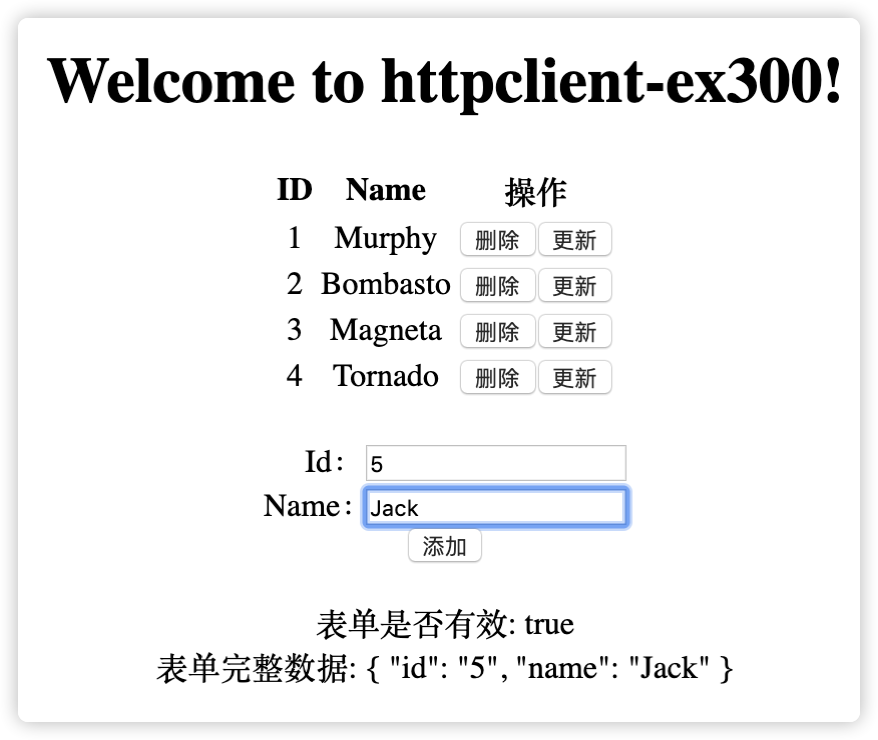 Welcome to httpclient-ex300!
ID Name 操作
1 Murphy 删除 更新
2 Bombasto 删除 更新
3 Magneta 删除 更新
4 Tornado 删除 更新
Id： 5
Name： Jack
添加
表单是否有效: true
表单完整数据: { "id": "5", "name": "Jack" }